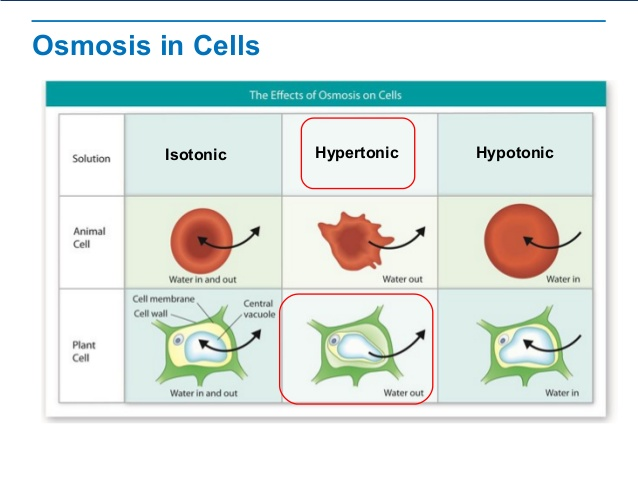 Osmosis in Cells
The Effects of Osmosis on Cells
Solution
Isotonic
Hypertonic
Hypotonic
Animal
Cell
Water in and out
Water out
Water in
Plant
Cell
Cell membrane
Cell wall
Central
vacuole
Water in and out
Water out
Water in